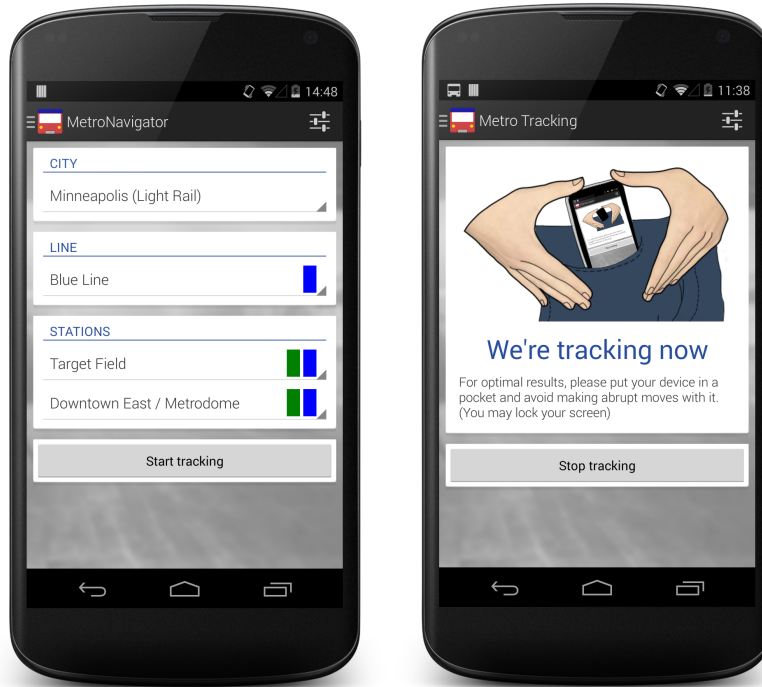 14:48
MetroNavigator
CITY
Minneapolis (Light Rail)
LINE
Blue Line
STATIONS
Target Field
Downtown East / Metrodome
Start tracking
11:38
Metro Tracking
We're tracking now
For optimal results, please put your device in a
pocket and avoid making abrupt moves with it.
(You may lock your screen)
Stop tracking